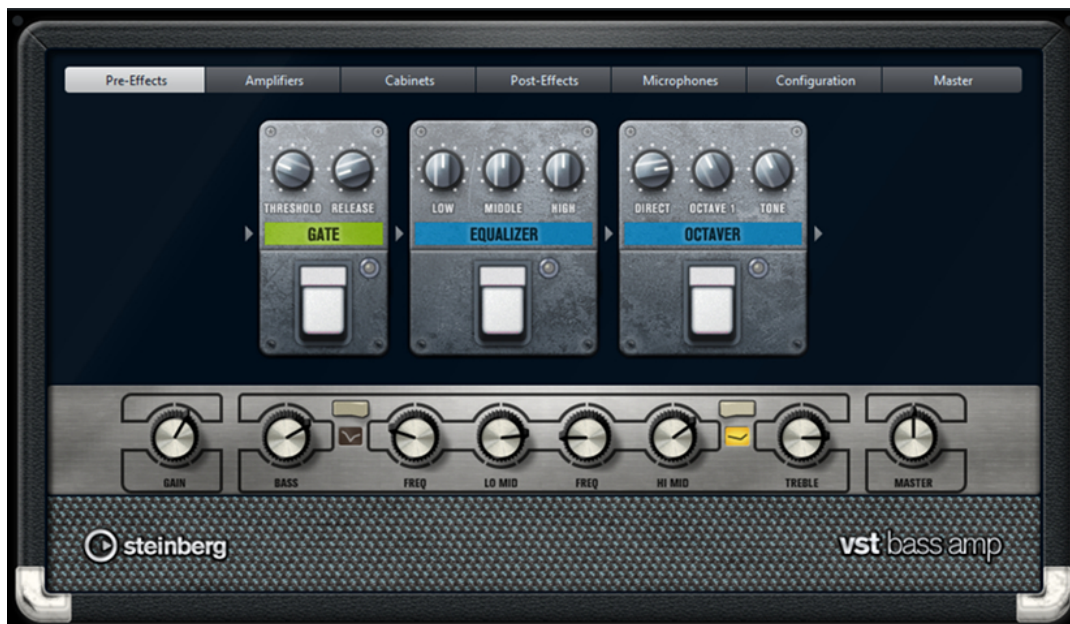 Pre-Effects Amplifiers Cabinets Post-Effects Microphones Configuration Master
THRESHOLD RELEASE LOW MIDDLE HIGH DIRECT OCTAVE 1 TONE
GATE EQUALIZER OCTAVER
GAIN BASS FREQ LO MID FREQ HI MID TREBLE MASTER
steinberg vst bass amp